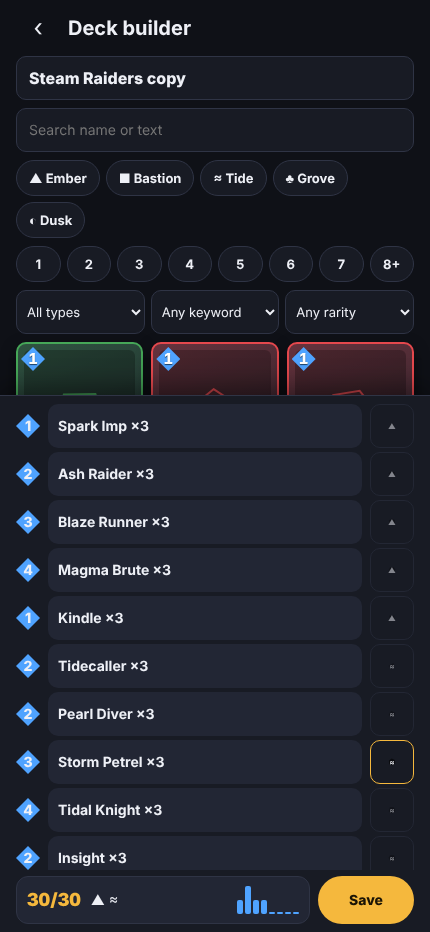 ‹ Deck builder
Steam Raiders copy
Search name or text
▲ Ember ■ Bastion ≈ Tide ♣ Grove
◖ Dusk
1 2 3 4 5 6 7 8+
All types Any keyword Any rarity
1 1 1
1 Spark Imp ×3 ▲
2 Ash Raider ×3 ▲
3 Blaze Runner ×3 ▲
4 Magma Brute ×3 ▲
1 Kindle ×3 ▲
2 Tidecaller ×3 ≈
2 Pearl Diver ×3 ≈
3 Storm Petrel ×3 ≈
4 Tidal Knight ×3 ≈
2 Insight ×3 ≈
30/30 ▲ ≈ Save